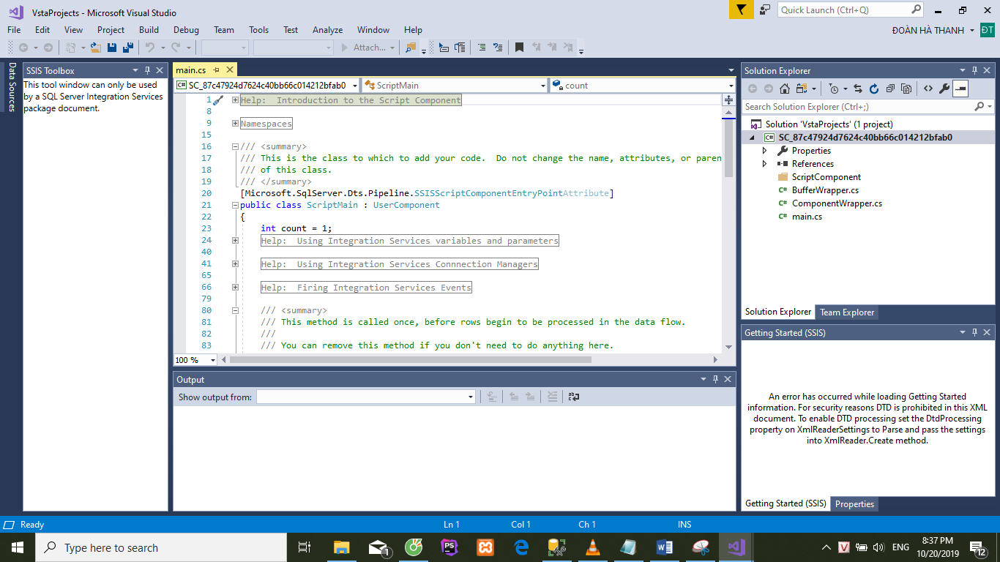 VstaProjects - Microsoft Visual Studio
Quick Launch (Ctrl+Q)
File Edit View Project Build Debug Team Tools Test Analyze Window Help
ĐOÀN HÀ THANH ĐT
Attach...
Data Sources
SSIS Toolbox
This tool window can only be used
by a SQL Server Integration Services
package document.
main.cs
SC_87c47924d7624c40bb66c014212bfab0 ScriptMain count
1 Help: Introduction to the Script Component
8
9 Namespaces
15
16 /// <summary>
17 /// This is the class to which to add your code. Do not change the name, attributes, or paren
18 /// of this class.
19 /// </summary>
20 [Microsoft.SqlServer.Dts.Pipeline.SSISScriptComponentEntryPointAttribute]
21 public class ScriptMain : UserComponent
22 {
23 int count = 1;
24 Help: Using Integration Services variables and parameters
40
41 Help: Using Integration Services Connnection Managers
65
66 Help: Firing Integration Services Events
79
80 /// <summary>
81 /// This method is called once, before rows begin to be processed in the data flow.
82 ///
83 /// You can remove this method if you don't need to do anything here.
100 %
Output
Show output from:
Solution Explorer
Search Solution Explorer (Ctrl+;)
Solution 'VstaProjects' (1 project)
SC_87c47924d7624c40bb66c014212bfab0
Properties
References
ScriptComponent
BufferWrapper.cs
ComponentWrapper.cs
main.cs
Solution Explorer Team Explorer
Getting Started (SSIS)
An error has occurred while loading Getting Started
information. For security reasons DTD is prohibited in this XML
document. To enable DTD processing set the DtdProcessing
property on XmlReaderSettings to Parse and pass the settings
into XmlReader.Create method.
Getting Started (SSIS) Properties
Ready Ln 1 Col 1 Ch 1 INS
Type here to search
1
PS
ENG
8:37 PM
10/20/2019
12